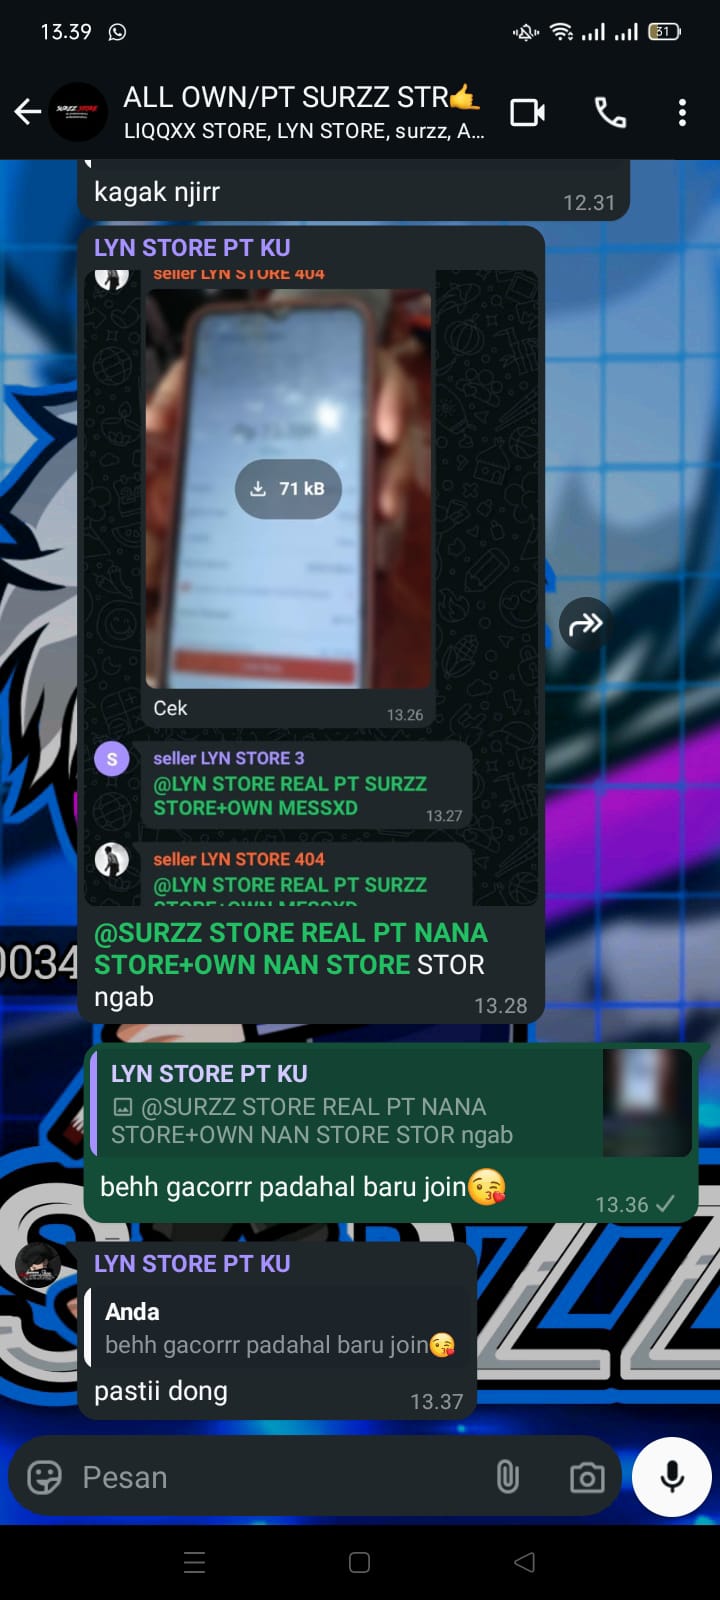 13.39
31
ALL OWN/PT SURZZ STR🤙
LIQQXX STORE, LYN STORE, surzz, A...
kagak njirr
12.31
LYN STORE PT KU
seller LYN STORE 404
71 kB
Cek
13.26
S
seller LYN STORE 3
@LYN STORE REAL PT SURZZ
STORE+OWN MESSXD
13.27
seller LYN STORE 404
@LYN STORE REAL PT SURZZ
STORE+OWN MESSXD
@SURZZ STORE REAL PT NANA
STORE+OWN NAN STORE STOR
ngab
13.28
0034
LYN STORE PT KU
@SURZZ STORE REAL PT NANA
STORE+OWN NAN STORE STOR ngab
behh gacorrr padahal baru join😘
13.36
LYN STORE PT KU
Anda
behh gacorrr padahal baru join😘
pastii dong
13.37
Pesan